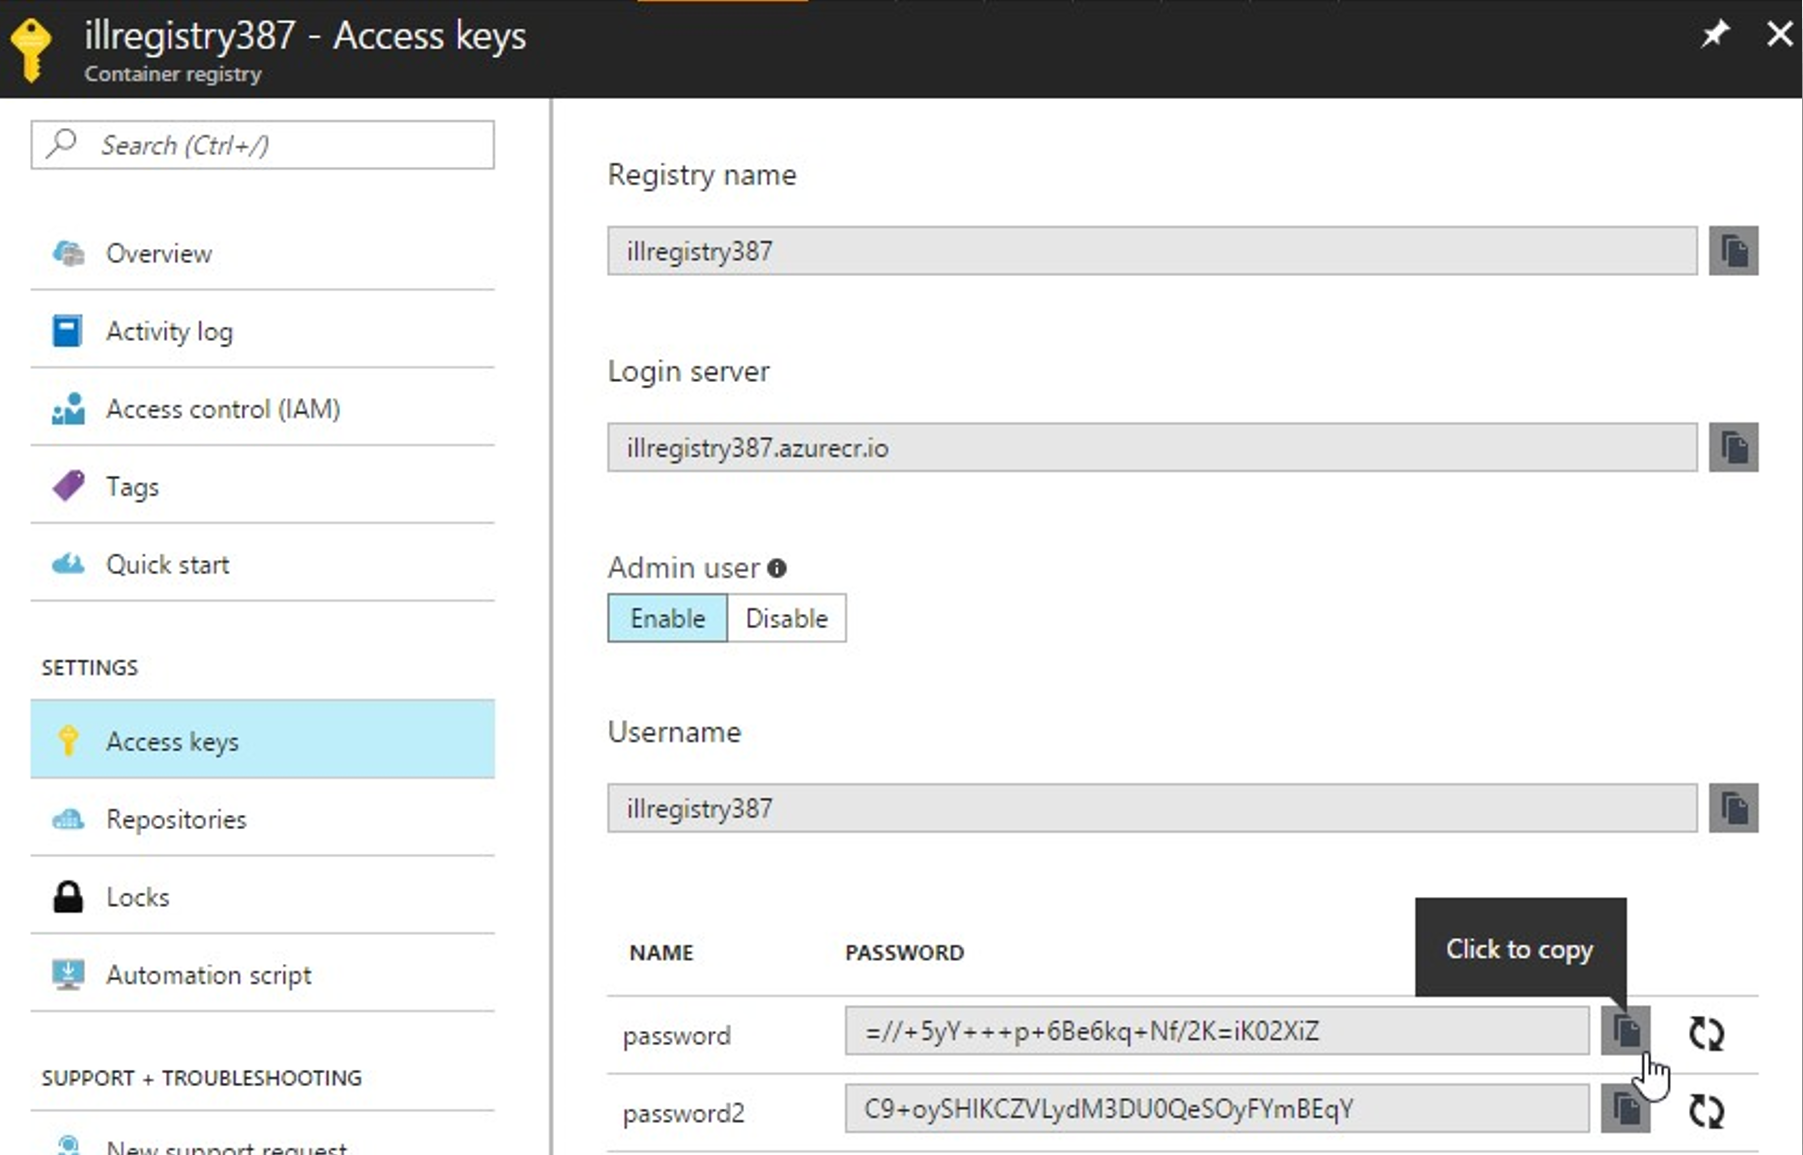 illregistry387 - Access keys
Container registry
Search (Ctrl+/)
Overview
Activity log
Access control (IAM)
Tags
Quick start
SETTINGS
Access keys
Repositories
Locks
Automation script
SUPPORT + TROUBLESHOOTING
New support request
Registry name
illregistry387
Login server
illregistry387.azurecr.io
Admin user
Enable Disable
Username
illregistry387
NAME PASSWORD
Click to copy
password =//+5yY+++p+6Be6kq+Nf/2K=iK02XiZ
password2 C9+oySHIKCZVLydM3DU0QeSOyFYmBEqY